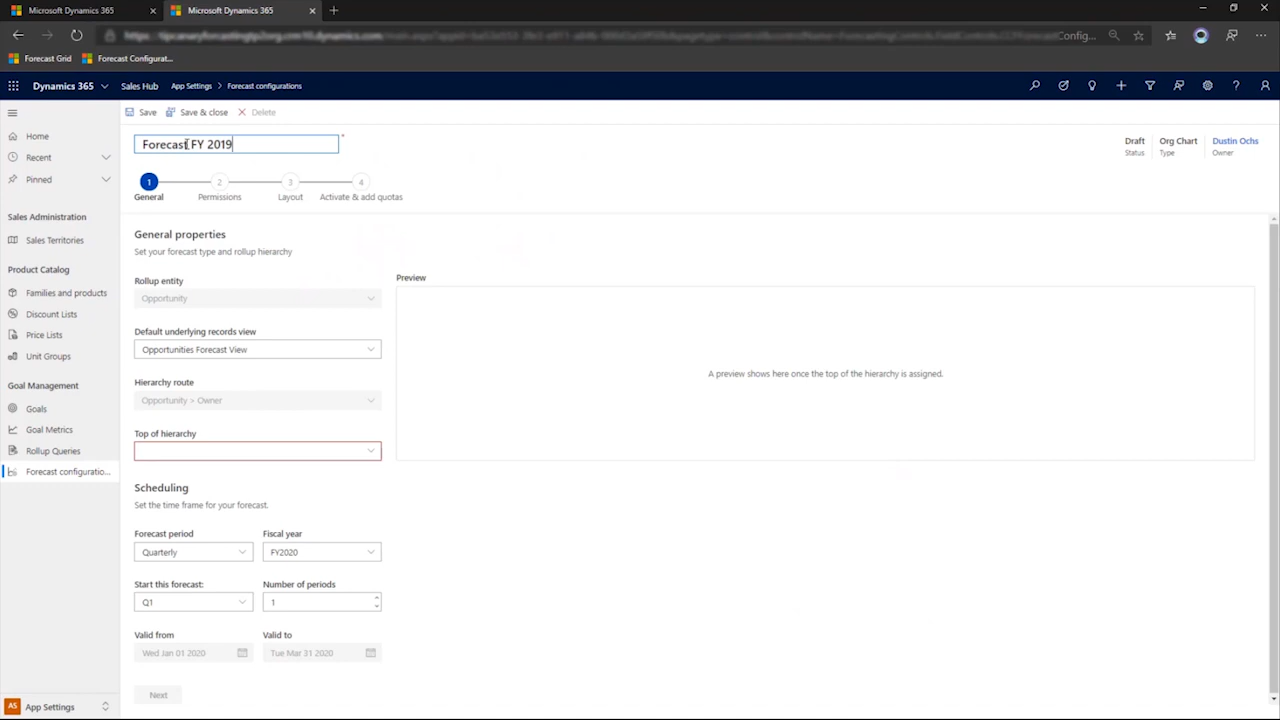 Microsoft Dynamics 365
Microsoft Dynamics 365
Config...
Forecast Grid
Forecast Configurat...
Dynamics 365
Sales Hub
App Settings > Forecast configurations
Save
Save & close
Delete
Forecast FY 2019
*
Draft
Status
Org Chart
Type
Dustin Ochs
Owner
1
General
2
Permissions
3
Layout
4
Activate & add quotas
Home
Recent
Pinned
Sales Administration
Sales Territories
Product Catalog
Families and products
Discount Lists
Price Lists
Unit Groups
Goal Management
Goals
Goal Metrics
Rollup Queries
Forecast configuratio...
AS App Settings
General properties
Set your forecast type and rollup hierarchy
Rollup entity
Opportunity
Default underlying records view
Opportunities Forecast View
Hierarchy route
Opportunity > Owner
Top of hierarchy
Preview
A preview shows here once the top of the hierarchy is assigned.
Scheduling
Set the time frame for your forecast.
Forecast period
Quarterly
Fiscal year
FY2020
Start this forecast:
Q1
Number of periods
1
Valid from
Wed Jan 01 2020
Valid to
Tue Mar 31 2020
Next